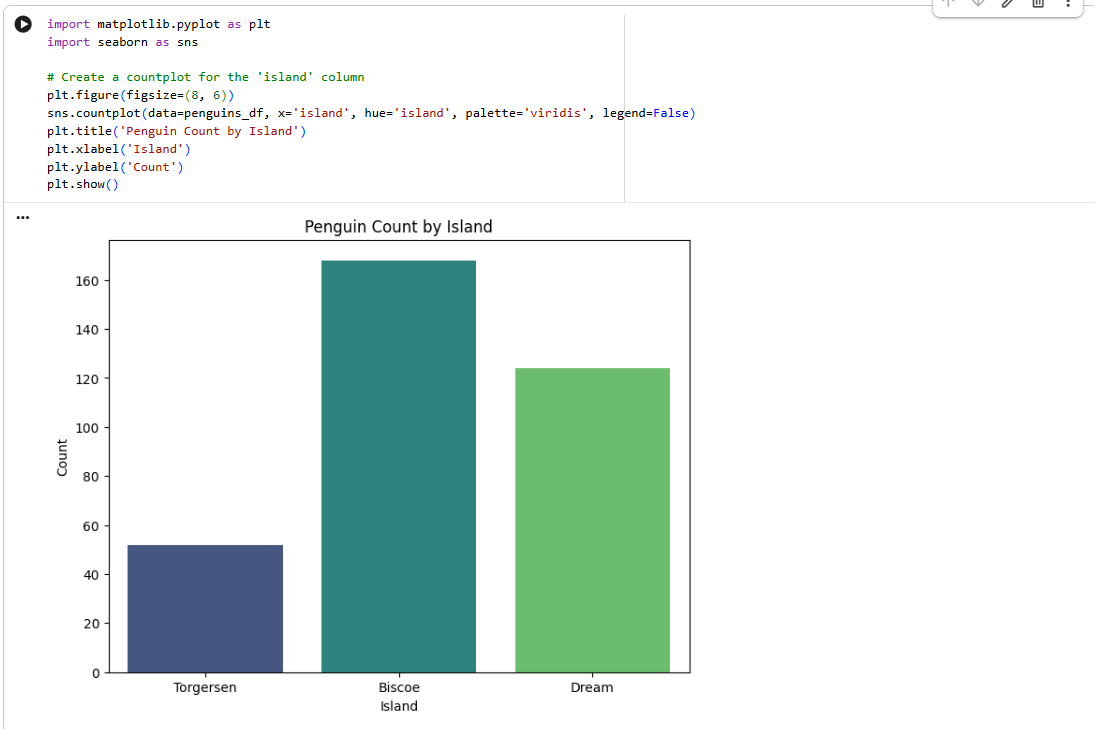 import matplotlib.pyplot as plt
import seaborn as sns
# Create a countplot for the 'island' column
plt.figure(figsize=(8, 6))
sns.countplot(data=penguins_df, x='island', hue='island', palette='viridis', legend=False)
plt.title('Penguin Count by Island')
plt.xlabel('Island')
plt.ylabel('Count')
plt.show()
Penguin Count by Island
160
140
120
100
80
60
40
20
0
Count
Torgersen Biscoe Dream
Island